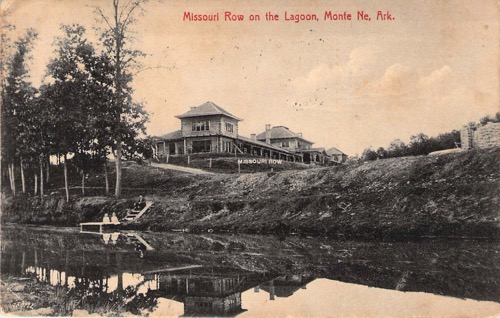 Missouri Row on the Lagoon, Monte Ne, Ark.
MISSOURI ROW